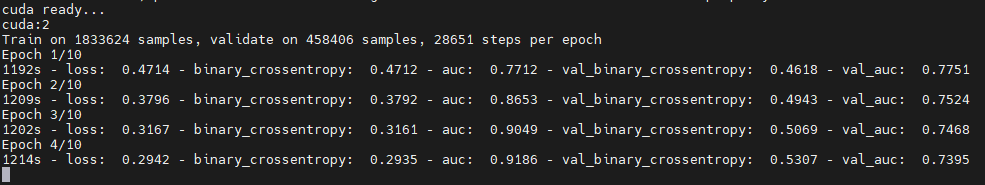 cuda ready...
cuda:2
Train on 1833624 samples, validate on 458406 samples, 28651 steps per epoch
Epoch 1/10
1192s - loss:  0.4714 - binary_crossentropy:  0.4712 - auc:  0.7712 - val_binary_crossentropy:  0.4618 - val_auc:  0.7751
Epoch 2/10
1209s - loss:  0.3796 - binary_crossentropy:  0.3792 - auc:  0.8653 - val_binary_crossentropy:  0.4943 - val_auc:  0.7524
Epoch 3/10
1202s - loss:  0.3167 - binary_crossentropy:  0.3161 - auc:  0.9049 - val_binary_crossentropy:  0.5069 - val_auc:  0.7468
Epoch 4/10
1214s - loss:  0.2942 - binary_crossentropy:  0.2935 - auc:  0.9186 - val_binary_crossentropy:  0.5307 - val_auc:  0.7395